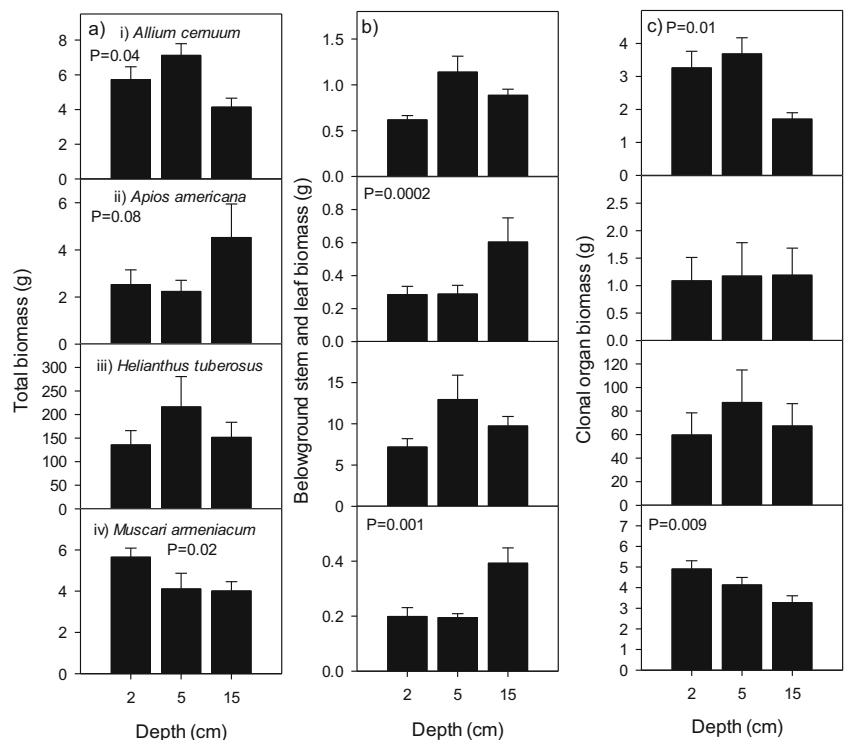 a)
i) Allium cernuum
P=0.04
8
6
4
2
0
ii) Apios americana
P=0.08
6
4
2
0
iii) Helianthus tuberosus
300
250
200
150
100
50
0
iv) Muscari armeniacum
P=0.02
6
4
2
0
2 5 15
Depth (cm)
Total biomass (g)
b)
1.5
1.0
0.5
0.0
P=0.0002
0.8
0.6
0.4
0.2
0.0
15
10
5
0
P=0.001
0.4
0.2
0.0
2 5 15
Depth (cm)
Belowground stem and leaf biomass (g)
c)
P=0.01
4
3
2
1
0
2.5
2.0
1.5
1.0
0.5
0.0
120
100
80
60
40
20
0
P=0.009
7
6
5
4
3
2
1
0
2 5 15
Depth (cm)
Clonal organ biomass (g)